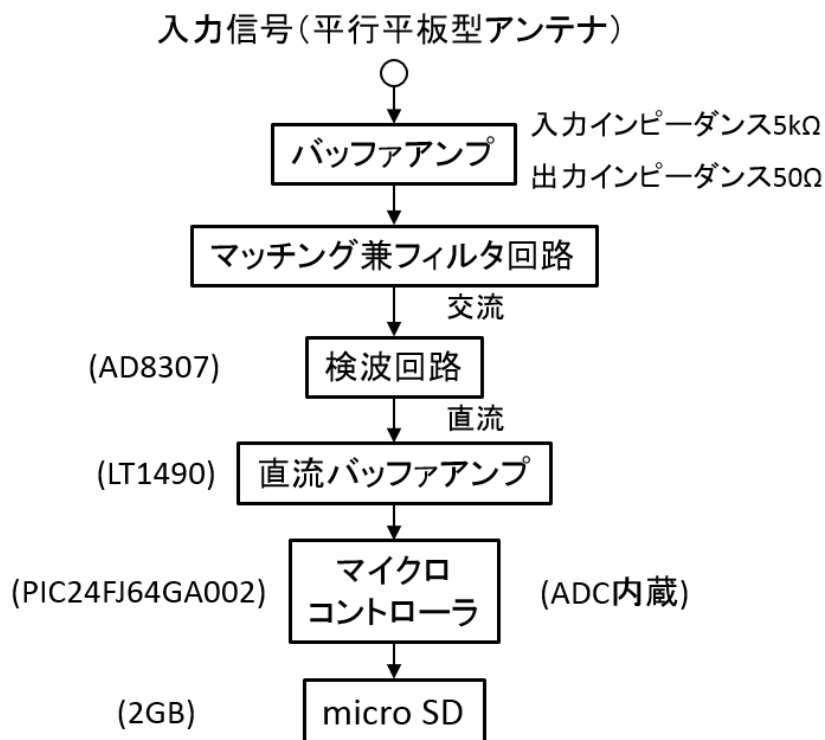 入力信号(平行平板型アンテナ)
バッファアンプ
入力インピーダンス5kΩ
出力インピーダンス50Ω
マッチング兼フィルタ回路
交流
(AD8307)
検波回路
直流
(LT1490)
直流バッファアンプ
(PIC24FJ64GA002)
マイクロ
コントローラ
(ADC内蔵)
(2GB)
micro SD